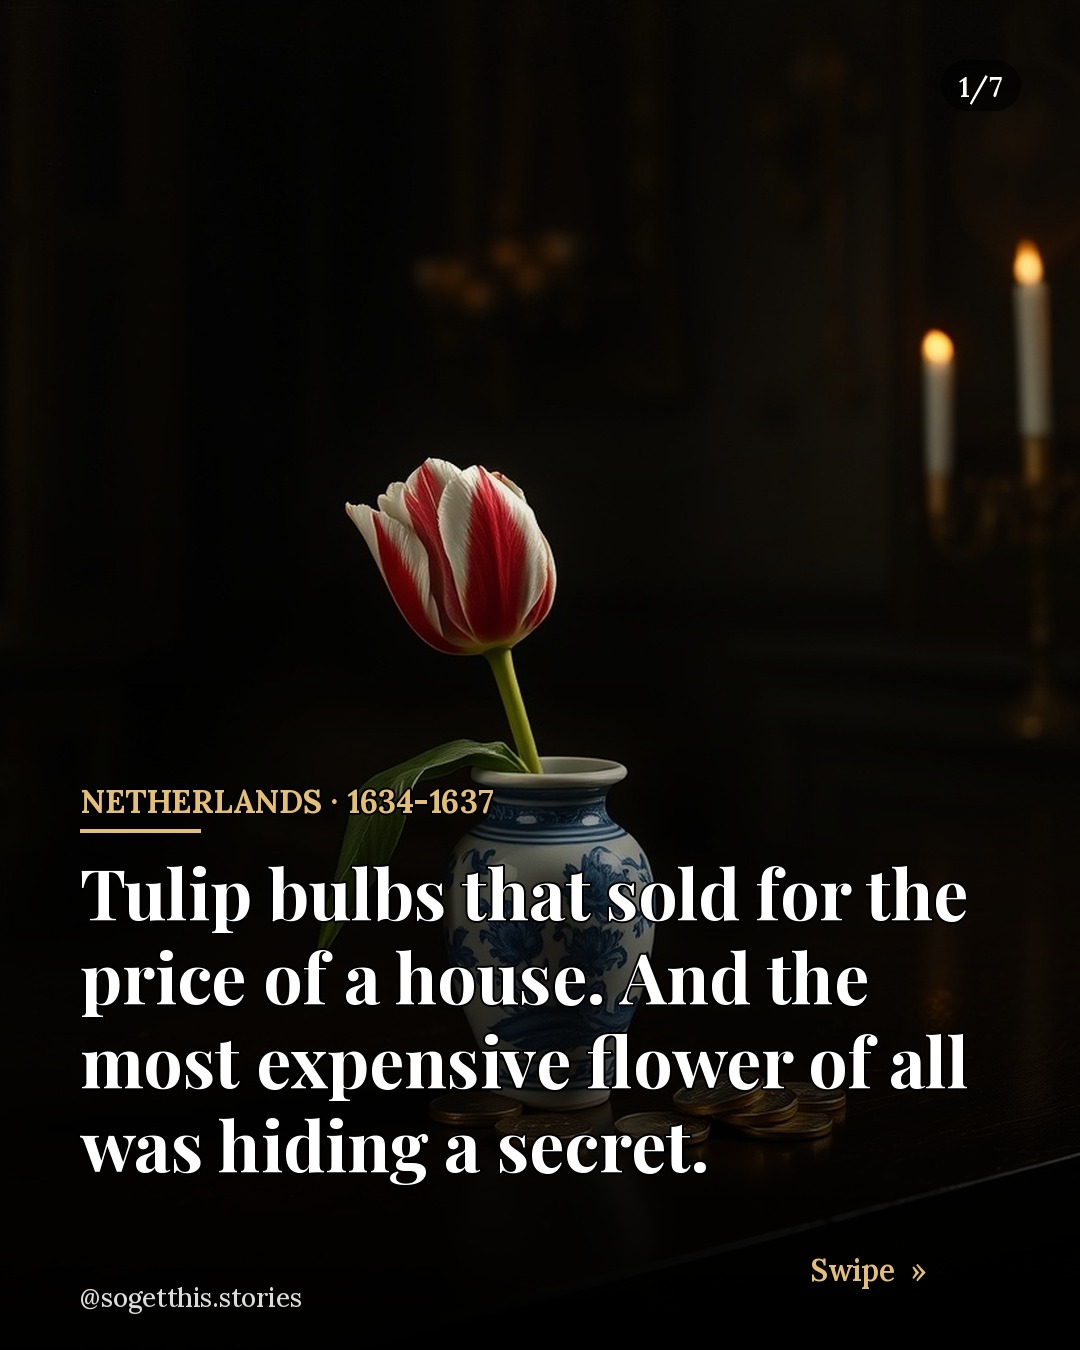 1/7
NETHERLANDS · 1634–1637
Tulip bulbs that sold for the
price of a house. And the
most expensive flower of all
was hiding a secret.
Swipe »
@sogetthis.stories